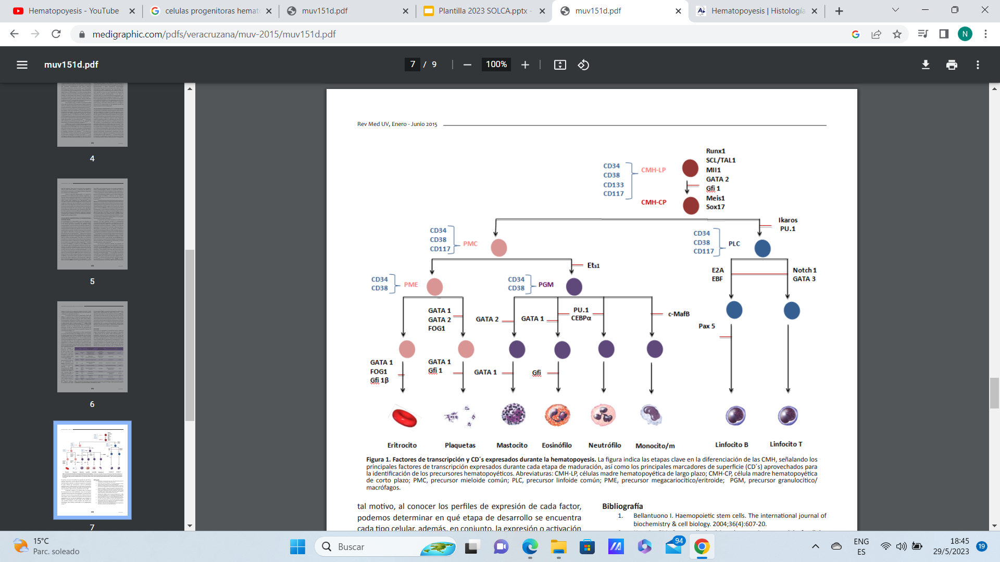 Hematopoyesis - YouTube
celulas progenitoras hemat
muv151d.pdf
Plantilla 2023 SOLCA.pptx -
muv151d.pdf
Hematopoyesis | Histología
medigraphic.com/pdfs/veracruzana/muv-2015/muv151d.pdf
N
muv151d.pdf
7 / 9
100%
4
5
6
7
Rev Med UV, Enero - Junio 2015
Runx1
SCL/TAL1
MII1
GATA 2
Gfi 1
Meis1
Sox17
CD34
CD38
CD133
CD117
CMH-LP
CMH-CP
Ikaros
PU.1
CD34
CD38
CD117
PMC
CD34
CD38
CD117
PLC
Ets1
E2A
EBF
Notch 1
GATA 3
CD34
CD38
PME
CD34
CD38
PGM
GATA 1
GATA 2
FOG1
GATA 2
GATA 1
PU.1
CEBPα
c-MafB
Pax 5
GATA 1
FOG1
Gfi 1β
GATA 1
Gfi 1
GATA 1
Gfi
Eritrocito
Plaquetas
Mastocito
Eosinófilo
Neutrófilo
Monocito/m
Linfocito B
Linfocito T
Figura 1. Factores de transcripción y CD´s expresados durante la hematopoyesis. La figura indica las etapas clave en la diferenciación de las CMH, señalando los
principales factores de transcripción expresados durante cada etapa de maduración, así como los principales marcadores de superficie (CD´s) aprovechados para
la identificación de los precursores hematopoyéticos. Abreviaturas: CMH-LP, células madre hematopoyética de largo plazo; CMH-CP, célula madre hematopoyética
de corto plazo; PMC, precursor mieloide común; PLC, precursor linfoide común; PME, precursor megacariocítico/eritroide; PGM, precursor granulocítico/
macrófagos.
tal motivo, al conocer los perfiles de expresión de cada factor,
podemos determinar en qué etapa de desarrollo se encuentra
cada tipo celular, además, en conjunto, la expresión o activación
Bibliografía
1. Bellantuono I. Haemopoietic stem cells. The international journal of
biochemistry & cell biology. 2004;36(4):607-20.
15°C
Parc. soleado
Buscar
94
ENG
ES
18:45
29/5/2023
19